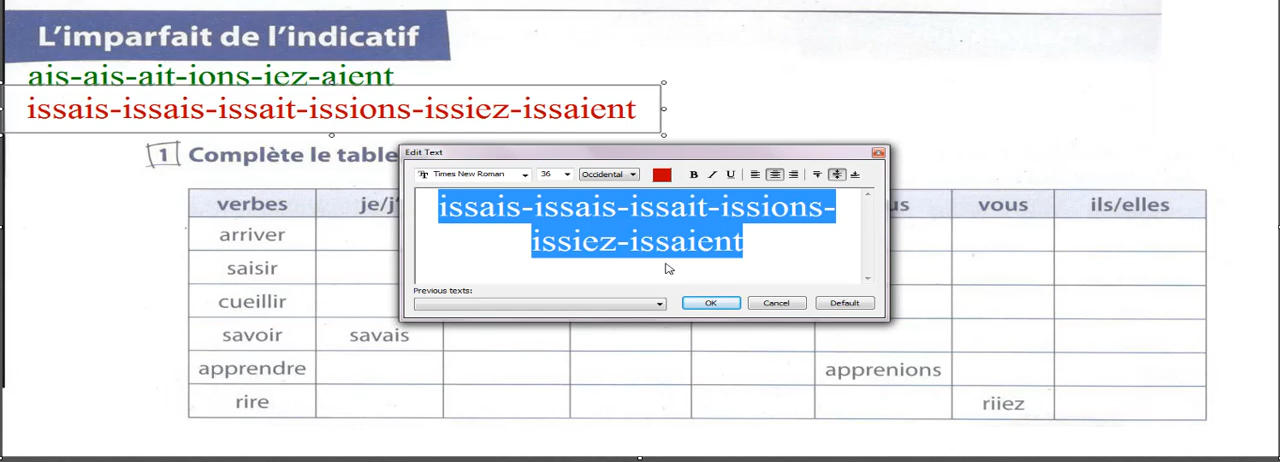 L'imparfait de l'indicatif
ais-ais-ait-ions-iez-aient
issais-issais-issait-issions-issiez-issaient
1 Complète le table
Edit Text
Times New Roman 36 Occidental B I U
issais-issais-issait-issions-
issiez-issaient
Previous texts:
OK Cancel Default
verbes je/j' us vous ils/elles
arriver
saisir
cueillir
savoir savais
apprendre apprenions
rire riiez